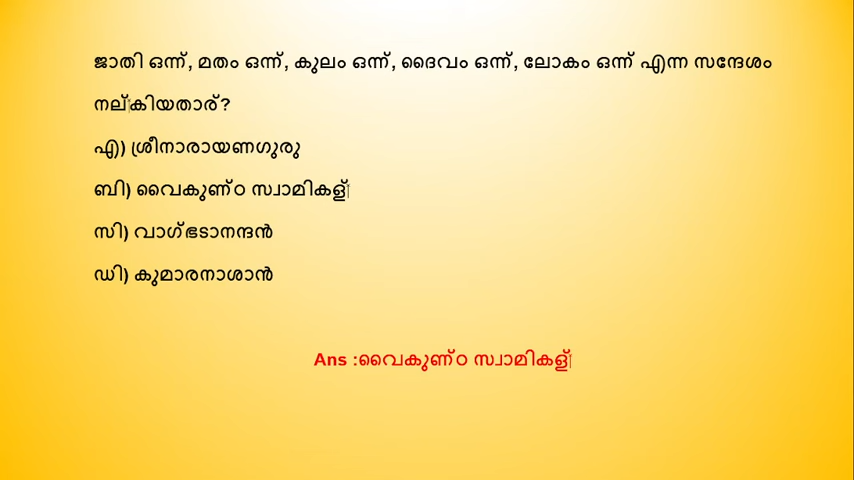 ജാതി ഒന്ന്, മതം ഒന്ന്, കുലം ഒന്ന്, ദൈവം ഒന്ന്, ലോകം ഒന്ന് എന്ന സന്ദേശം
നല്കിയതാര്?
എ) ശ്രീനാരായണഗുരു
ബി) വൈകുണ്ഠ സ്വാമികള്
സി) വാഗ്ഭടാനന്ദൻ
ഡി) കുമാരനാശാൻ
Ans :വൈകുണ്ഠ സ്വാമികള്